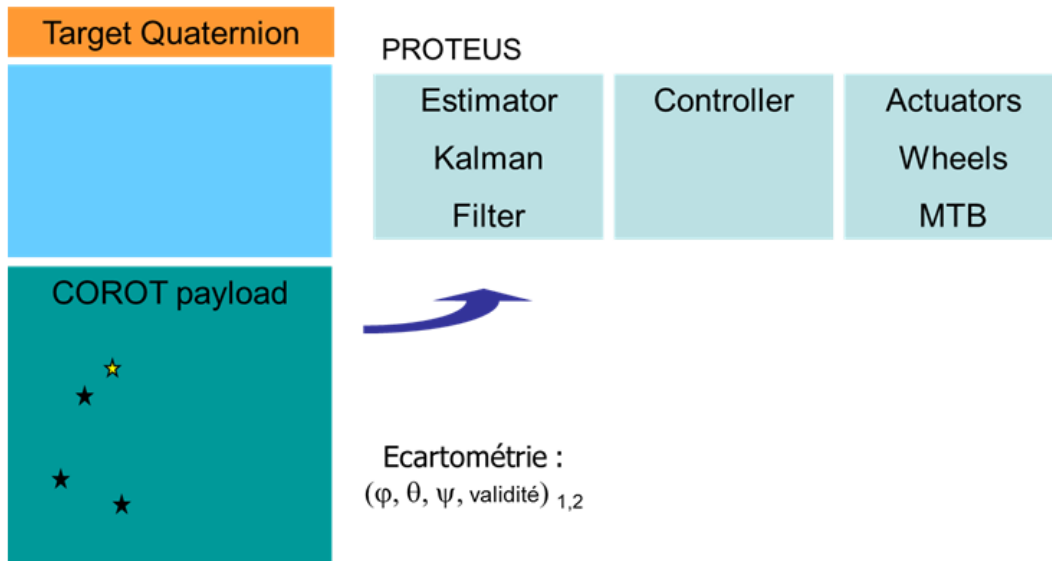 Target Quaternion
PROTEUS
Estimator
Kalman
Filter
Controller
Actuators
Wheels
MTB
COROT payload
Ecartométrie :
(φ, θ, ψ, validité) 1,2